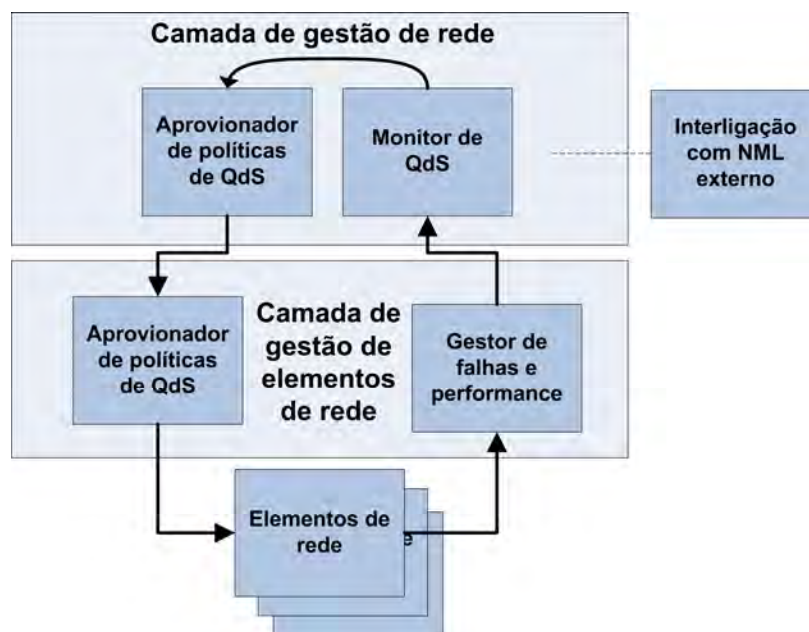 Camada de gestão de rede
Aprovionador
de políticas
de QdS
Monitor de
QdS
Interligação
com NML
externo
Aprovionador
de políticas
de QdS
Camada de
gestão de
elementos
de rede
Gestor de
falhas e
performance
Elementos de
rede